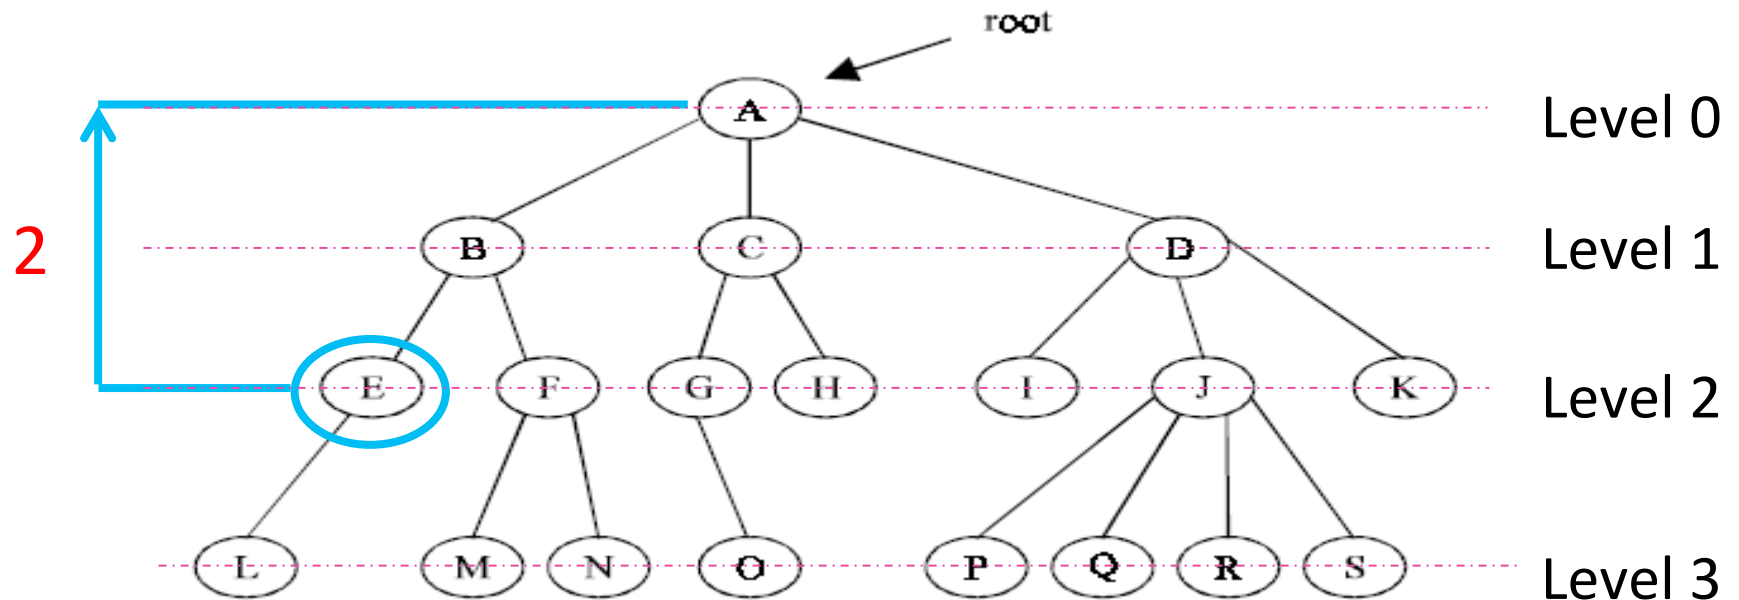 root
A Level 0
2 B C D Level 1
E F G H I J K Level 2
L M N O P Q R S Level 3